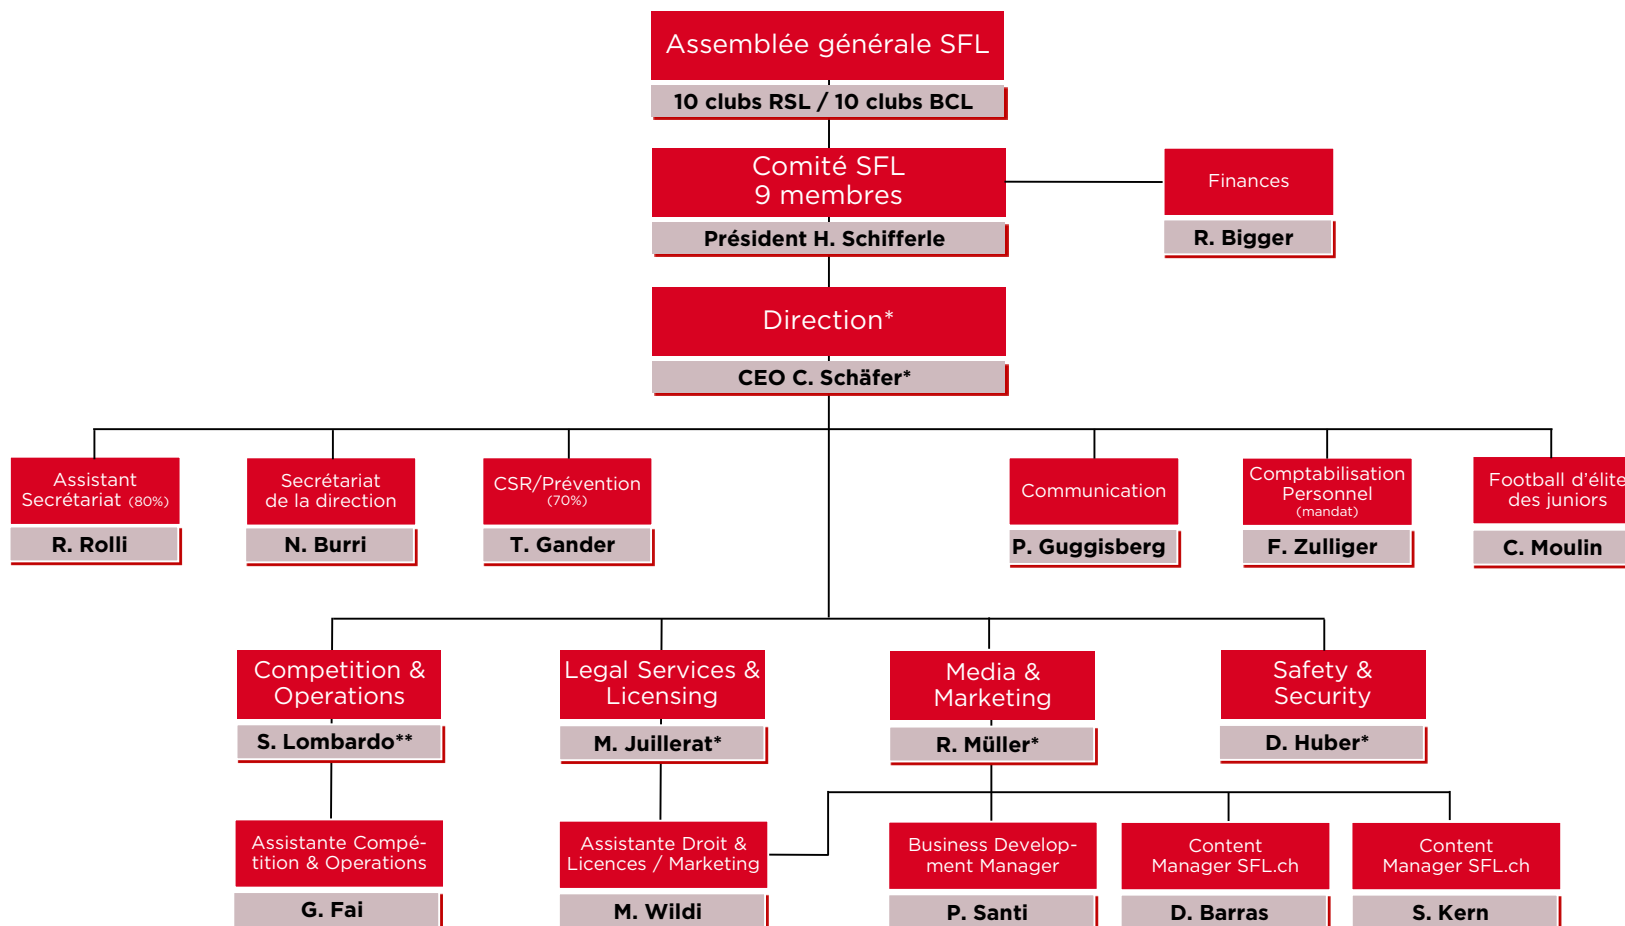 Assemblée générale SFL
10 clubs RSL / 10 clubs BCL
Comité SFL
9 membres
Président H. Schifferle
Finances
R. Bigger
Direction*
CEO C. Schäfer*
Assistant
Secrétariat (80%)
R. Rolli
Secrétariat
de la direction
N. Burri
CSR/Prévention
(70%)
T. Gander
Communication
P. Guggisberg
Comptabilisation
Personnel
(mandat)
F. Zulliger
Football d'élite
des juniors
C. Moulin
Competition &
Operations
S. Lombardo**
Legal Services &
Licensing
M. Juillerat*
Media &
Marketing
R. Müller*
Safety &
Security
D. Huber*
Assistante Compé-
tition & Operations
G. Fai
Assistante Droit &
Licences / Marketing
M. Wildi
Business Develop-
ment Manager
P. Santi
Content
Manager SFL.ch
D. Barras
Content
Manager SFL.ch
S. Kern